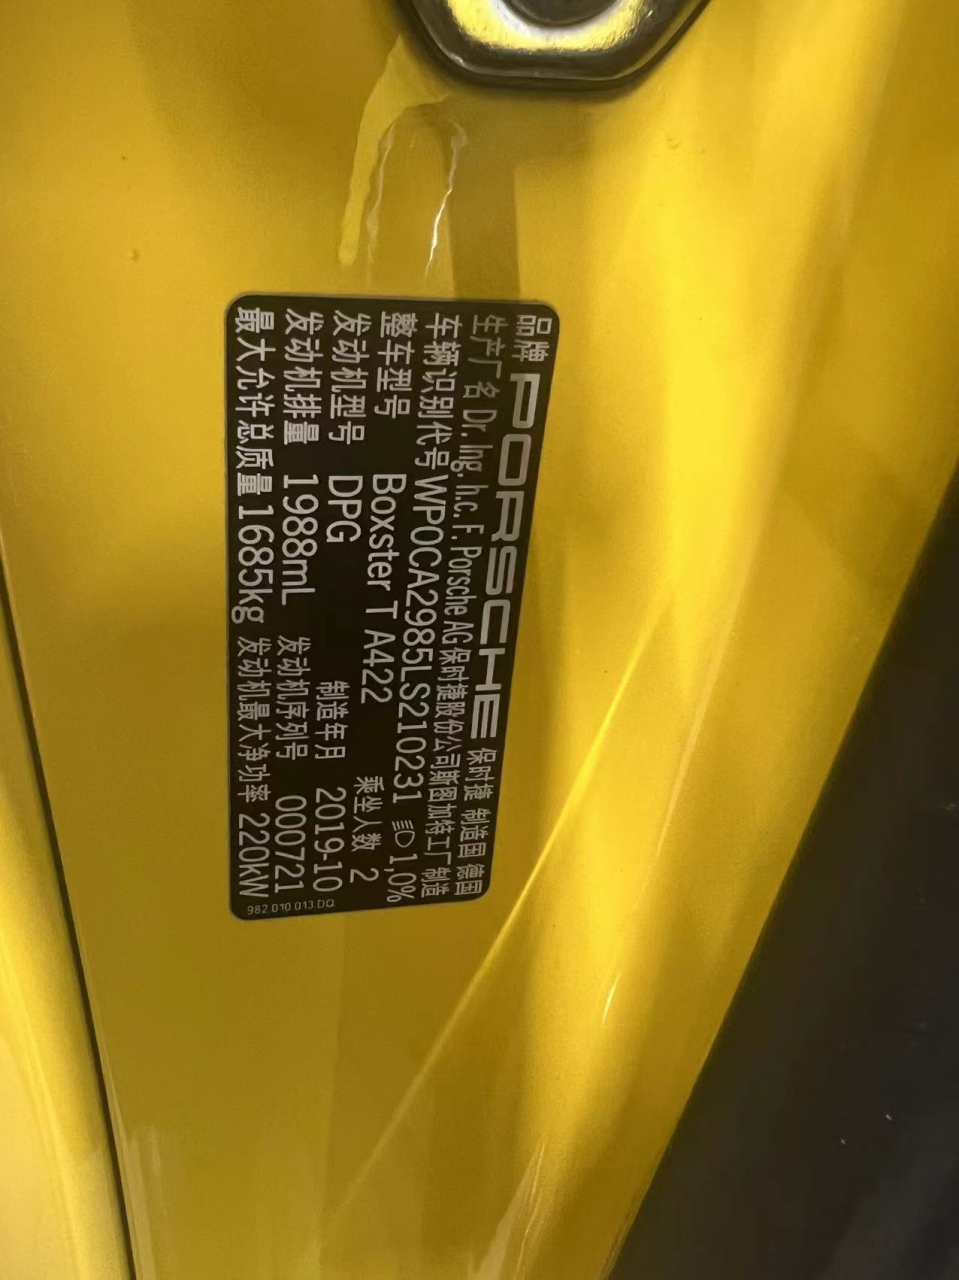 品牌 PORSCHE 保时捷 制造国 德国
生产厂名 Dr. Ing. h.c. F. Porsche AG 保时捷股份公司斯图加特工厂 制造
车辆识别代号 WP0CA2985LS210231 1,0%
整车型号 Boxster T A422 乘坐人数 2
发动机型号 DPG 制造年月 2019-10
发动机排量 1988mL 发动机序列号 000721
最大允许总质量 1685kg 发动机最大净功率 220kW
982 010 013 DQ